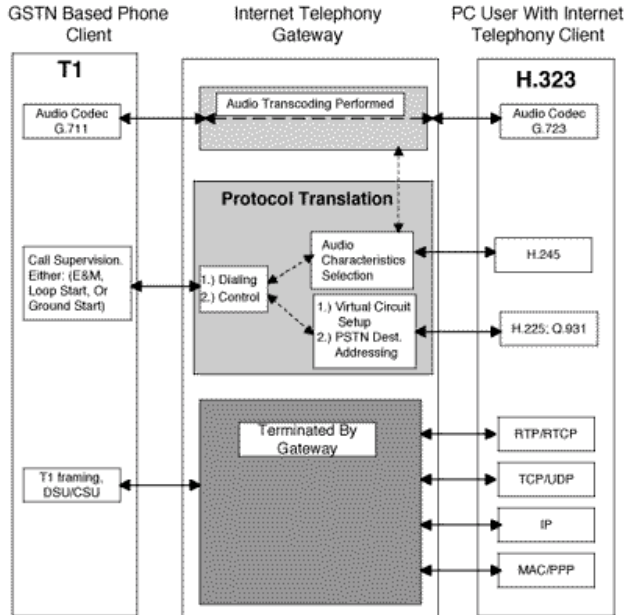 GSTN Based Phone
Client
Internet Telephony
Gateway
PC User With Internet
Telephony Client
T1
H.323
Audio Codec
G.711
Audio Transcoding Performed
Audio Codec
G.723
Protocol Translation
Call Supervision.
Either: (E&M,
Loop Start, Or
Ground Start)
1.) Dialing
2.) Control
Audio
Characteristics
Selection
H.245
1.) Virtual Circuit
Setup
2.) PSTN Dest.
Addressing
H.225; Q.931
Terminated By
Gateway
T1 framing,
DSU/CSU
RTP/RTCP
TCP/UDP
IP
MAC/PPP